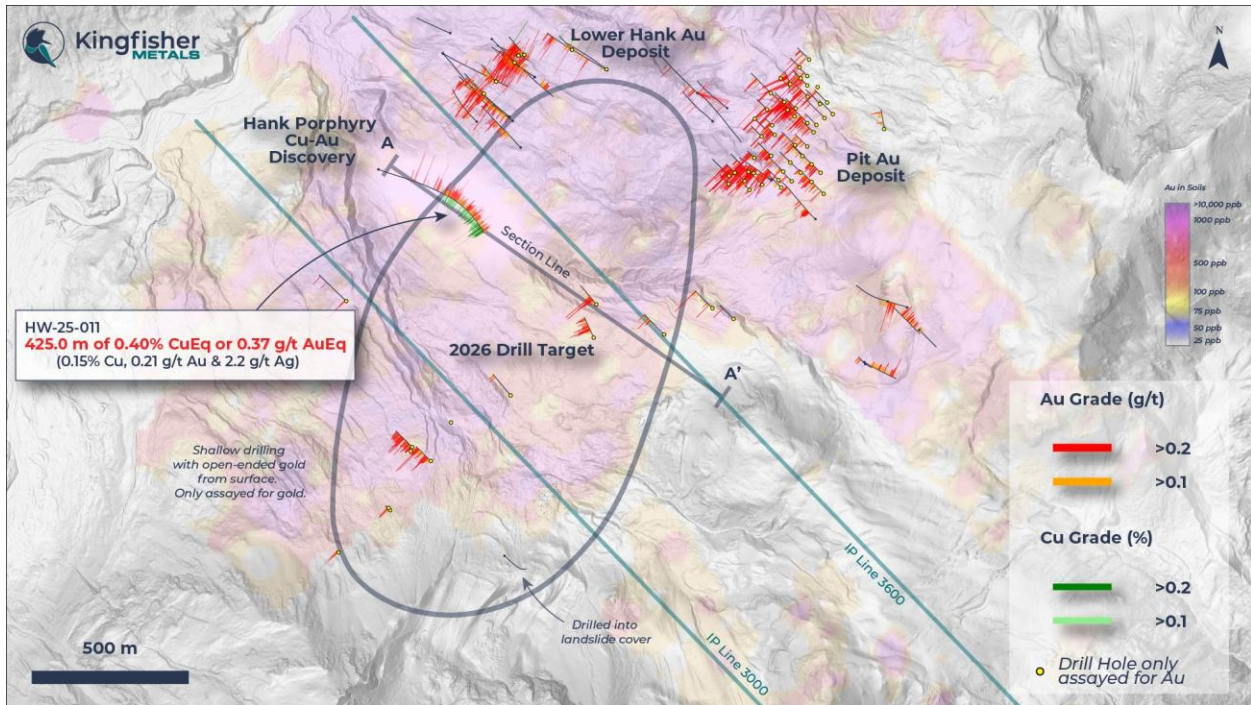 Kingfisher
METALS
Lower Hank Au
Deposit
N
Hank Porphyry
Cu-Au
Discovery
A
Pit Au
Deposit
Au in Soils
>10,000 ppb
1000 ppb
500 ppb
100 ppb
75 ppb
50 ppb
25 ppb
Section Line
HW-25-011
425.0 m of 0.40% CuEq or 0.37 g/t AuEq
(0.15% Cu, 0.21 g/t Au & 2.2 g/t Ag)
2026 Drill Target
A'
Shallow drilling
with open-ended gold
from surface.
Only assayed for gold.
Au Grade (g/t)
>0.2
>0.1
Cu Grade (%)
>0.2
>0.1
Drill Hole only
assayed for Au
IP Line 3600
IP Line 3000
Drilled into
landslide cover
500 m